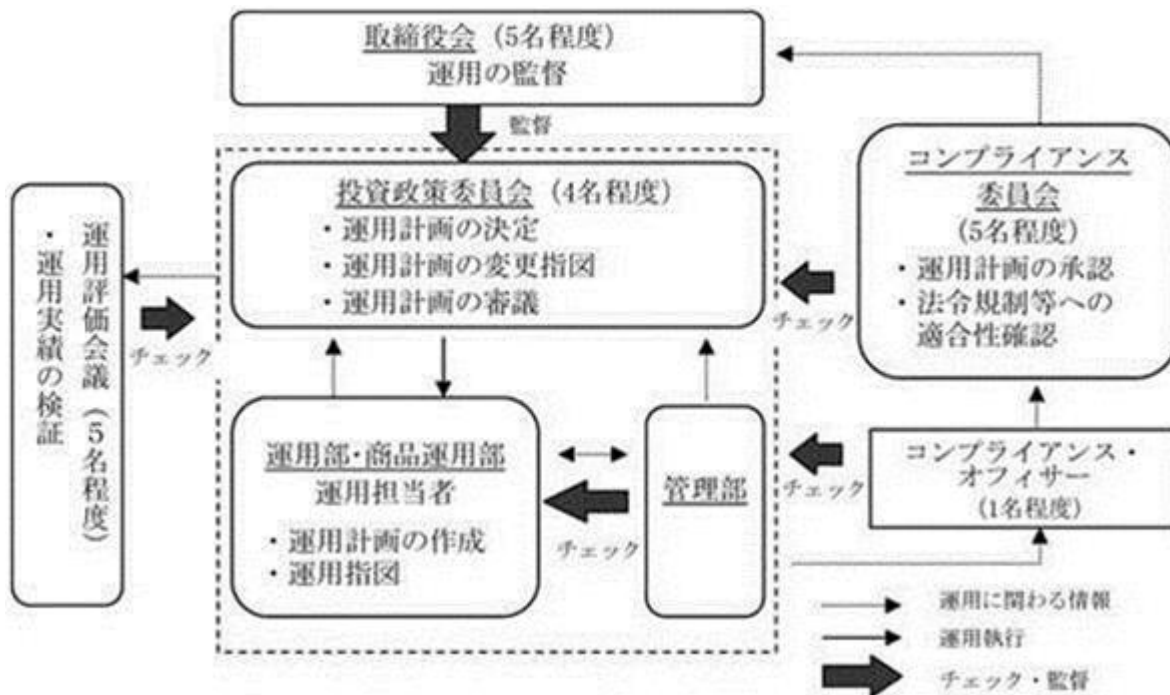 取締役会（5名程度）
運用の監督
監督
投資政策委員会（4名程度）
・運用計画の決定
・運用計画の変更指図
・運用計画の審議
コンプライアンス
委員会
（5名程度）
・運用計画の承認
・法令規制等への
適合性確認
運用評価会議（5名程度）
・運用実績の検証
チェック
チェック
運用部・商品運用部
運用担当者
・運用計画の作成
・運用指図
チェック
管理部
チェック
コンプライアンス・
オフィサー
（1名程度）
運用に関わる情報
運用執行
チェック・監督